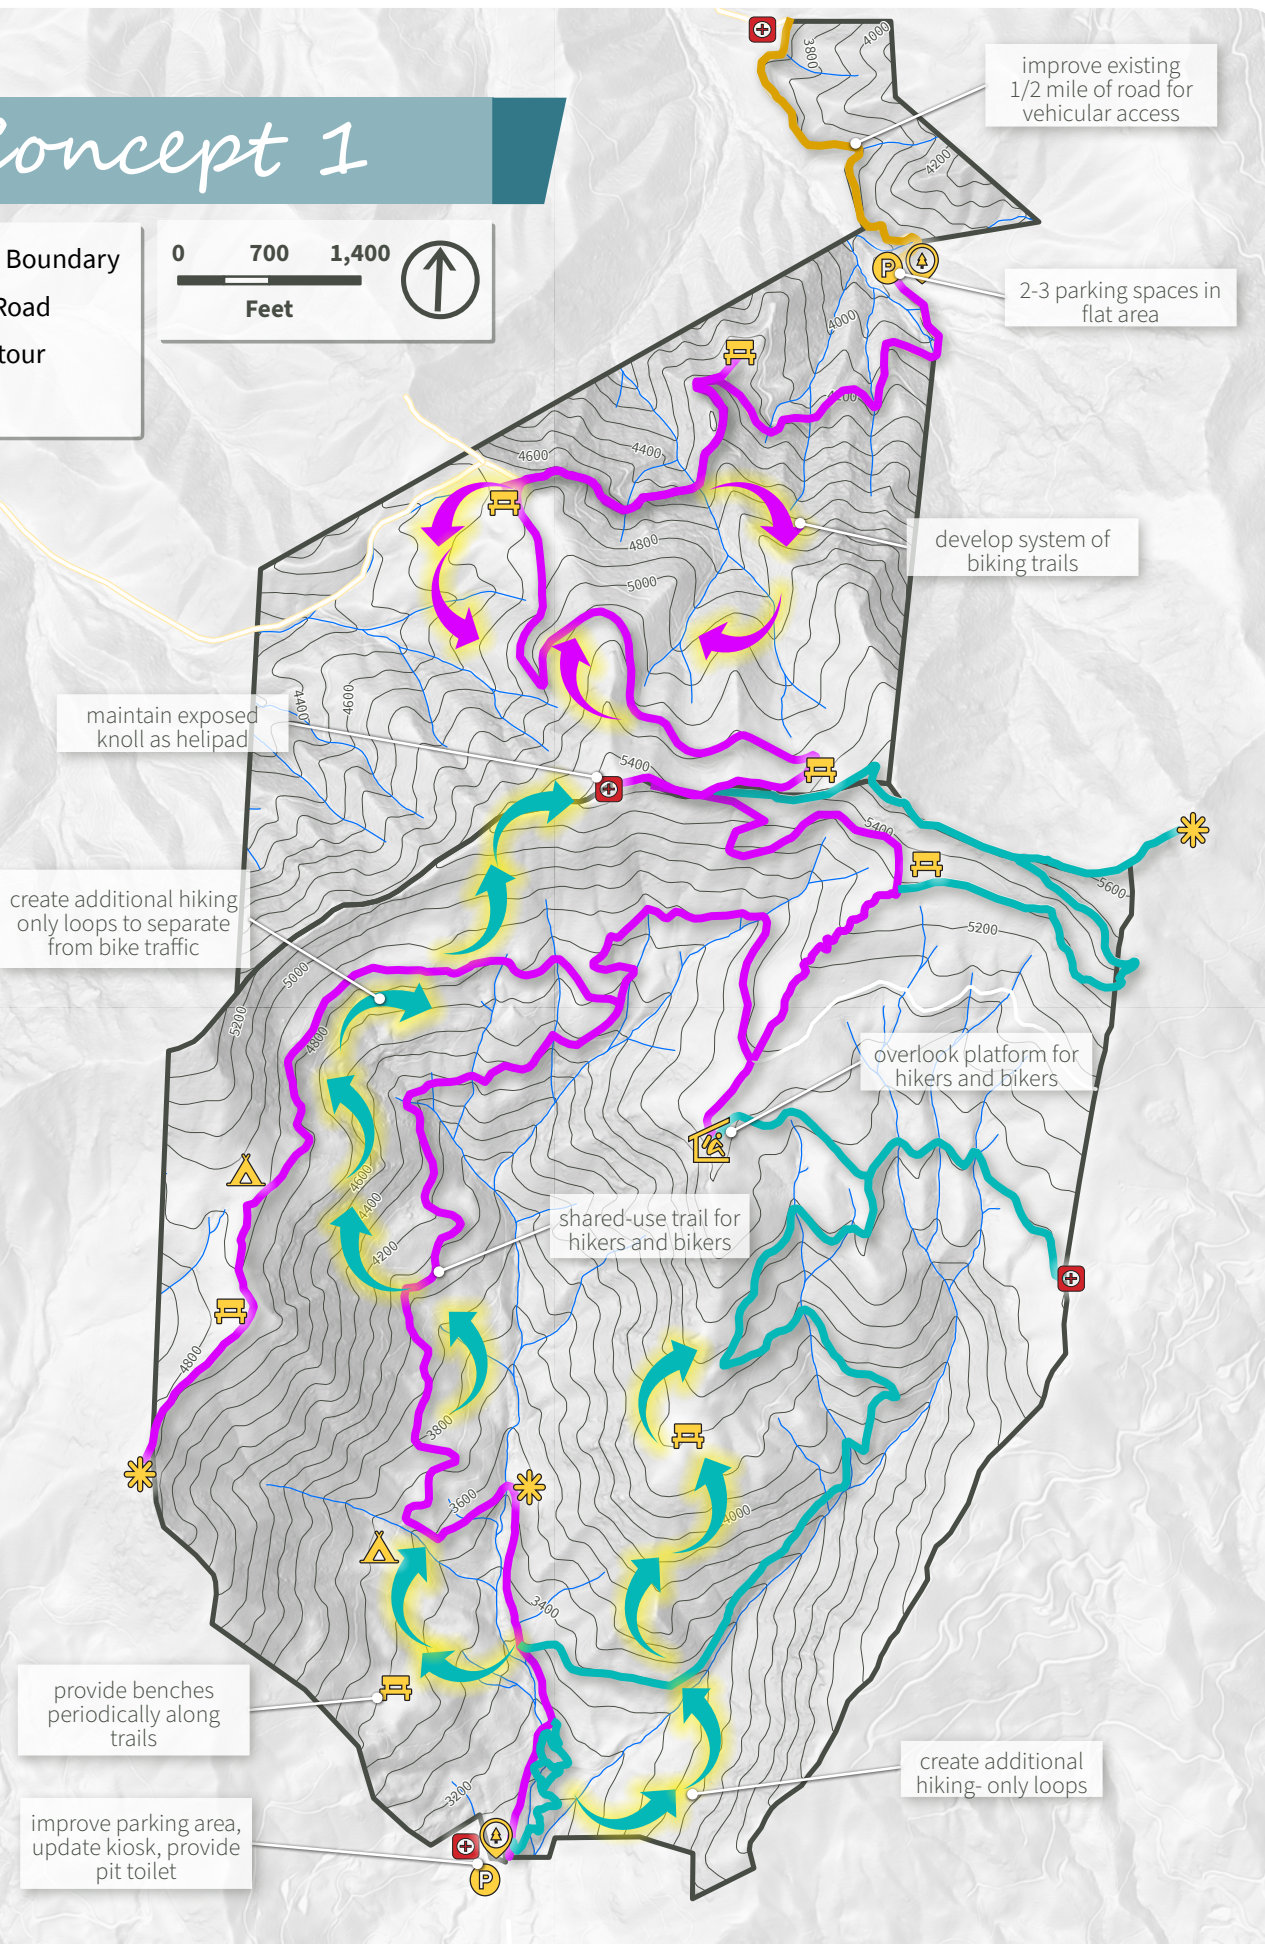 Concept 1
Boundary
Road
tour
0 700 1,400
Feet
improve existing
1/2 mile of road for
vehicular access
3800
4000
4200
P
2-3 parking spaces in
flat area
4000
4200
4600
4400
4800
5000
develop system of
biking trails
maintain exposed
knoll as helipad
4400
4600
5400
5400
5600
5200
create additional hiking
only loops to separate
from bike traffic
5000
5200
4800
overlook platform for
hikers and bikers
4600
4400
4200
shared-use trail for
hikers and bikers
4800
3800
3600
4000
3400
provide benches
periodically along
trails
create additional
hiking- only loops
3200
improve parking area,
update kiosk, provide
pit toilet
P